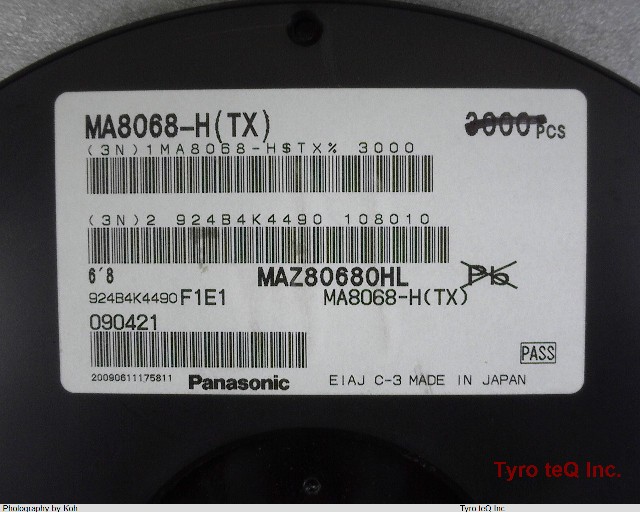 MA8068-H(TX) 3000 PCS
(3N)1MA8068-H$TX% 3000
(3N)2 924B4K4490 108010
6'8 MAZ80680HL Pb
924B4K4490 F1E1 MA8068-H(TX)
090421
PASS
20090611175811 Panasonic EIAJ C-3 MADE IN JAPAN
Tyro teQ Inc.
Photography by Koh Tyro teQ Inc